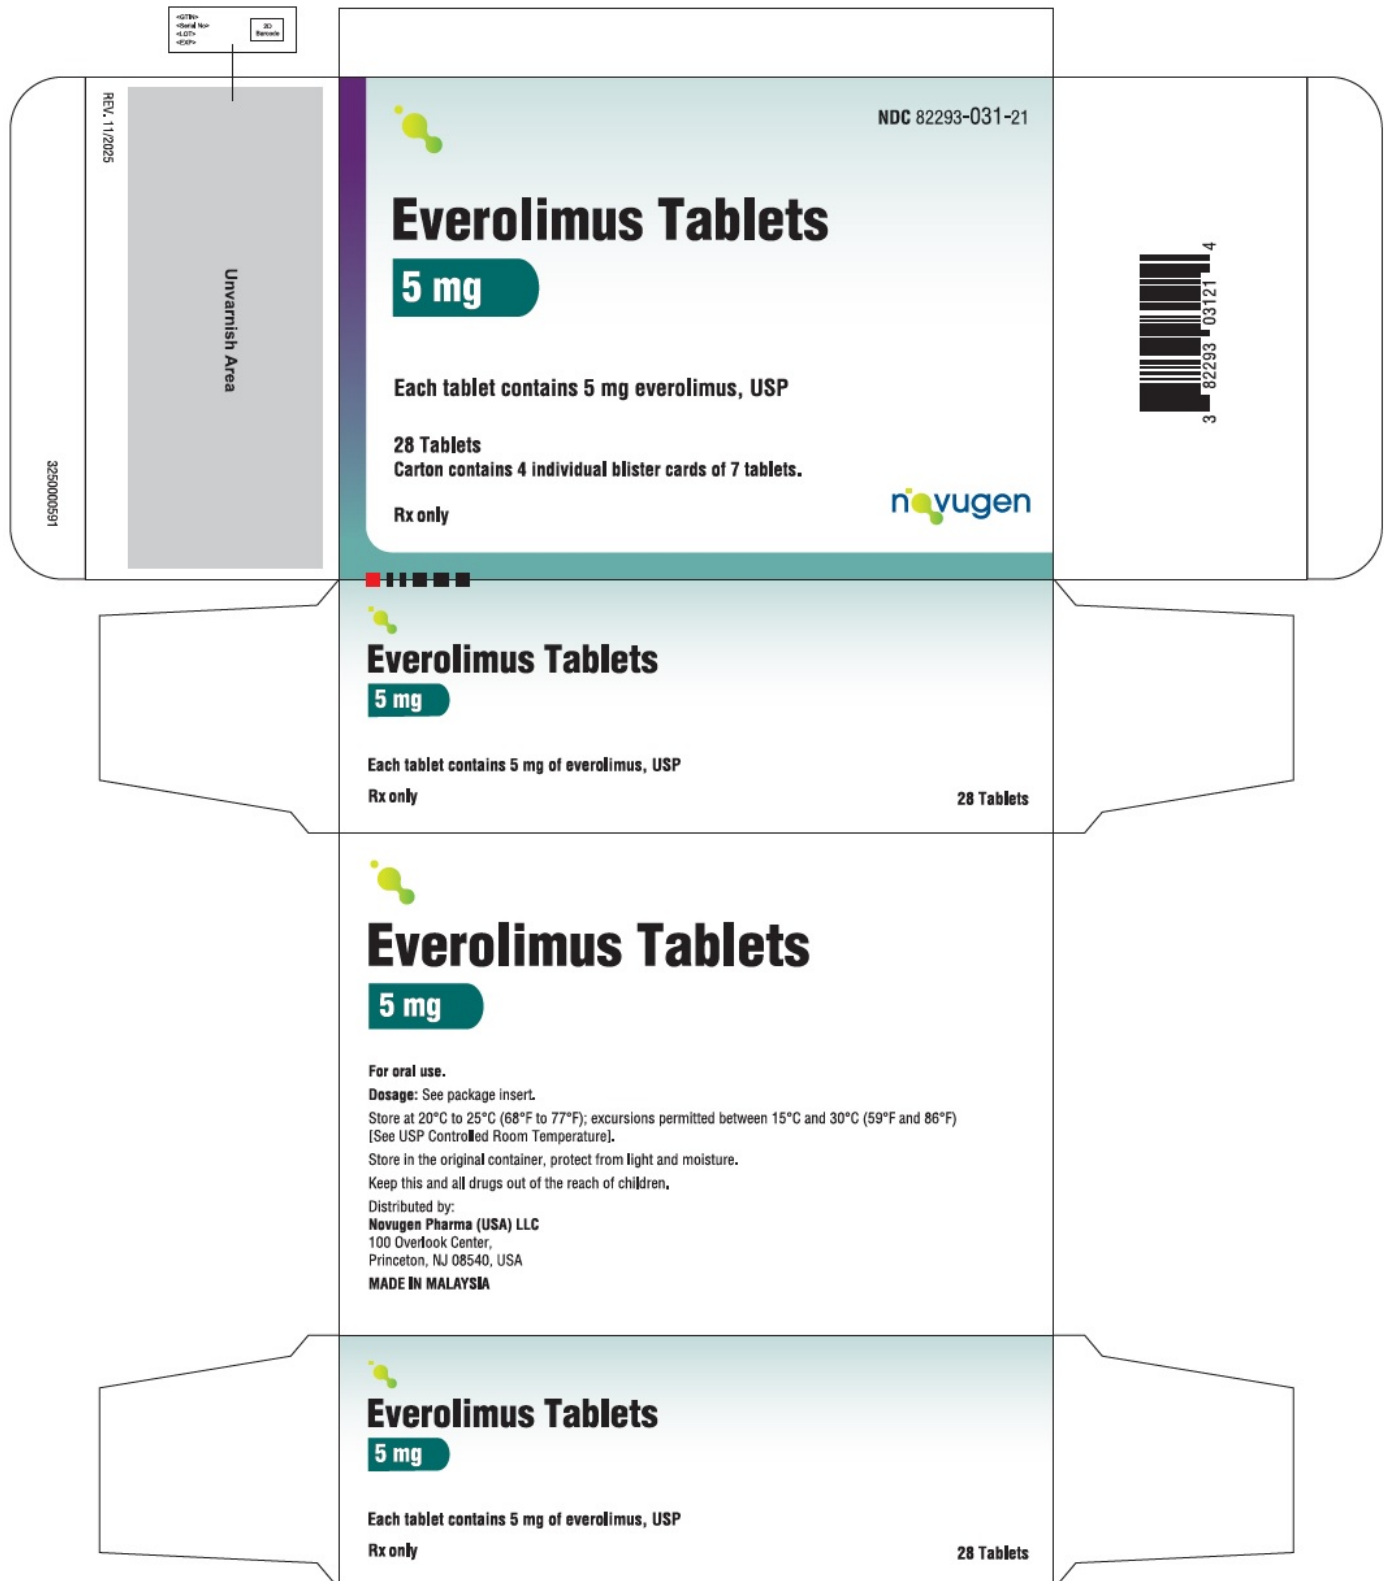 <GTIN>
<Serial No>
<LOT>
<EXP>
2D
Barcode
REV. 11/2025
Unvarnish Area
3250000591
NDC 82293-031-21
Everolimus Tablets
5 mg
Each tablet contains 5 mg everolimus, USP
28 Tablets
Carton contains 4 individual blister cards of 7 tablets.
Rx only
novugen
3 82293 03121 4
Everolimus Tablets
5 mg
Each tablet contains 5 mg of everolimus, USP
Rx only
28 Tablets
Everolimus Tablets
5 mg
For oral use.
Dosage: See package insert.
Store at 20°C to 25°C (68°F to 77°F); excursions permitted between 15°C and 30°C (59°F and 86°F)
[See USP Controlled Room Temperature].
Store in the original container, protect from light and moisture.
Keep this and all drugs out of the reach of children.
Distributed by:
Novugen Pharma (USA) LLC
100 Overlook Center,
Princeton, NJ 08540, USA
MADE IN MALAYSIA
Everolimus Tablets
5 mg
Each tablet contains 5 mg of everolimus, USP
Rx only
28 Tablets